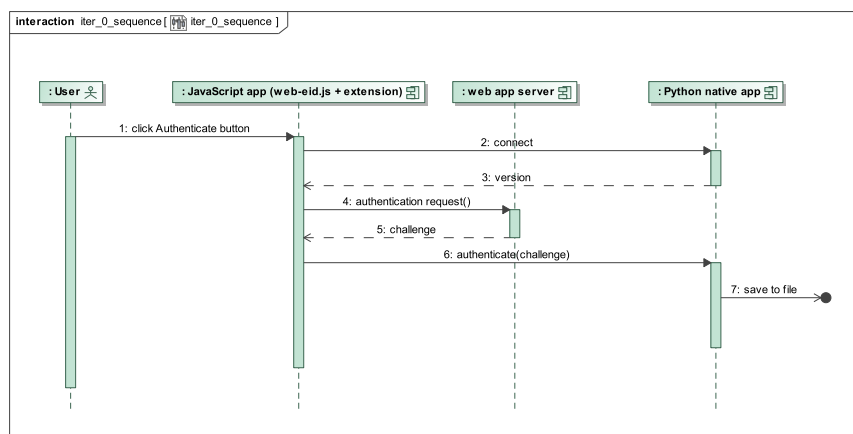 interaction iter_0_sequence [ iter_0_sequence ]
: User
: JavaScript app (web-eid.js + extension)
: web app server
: Python native app
1: click Authenticate button
2: connect
3: version
4: authentication request()
5: challenge
6: authenticate(challenge)
7: save to file